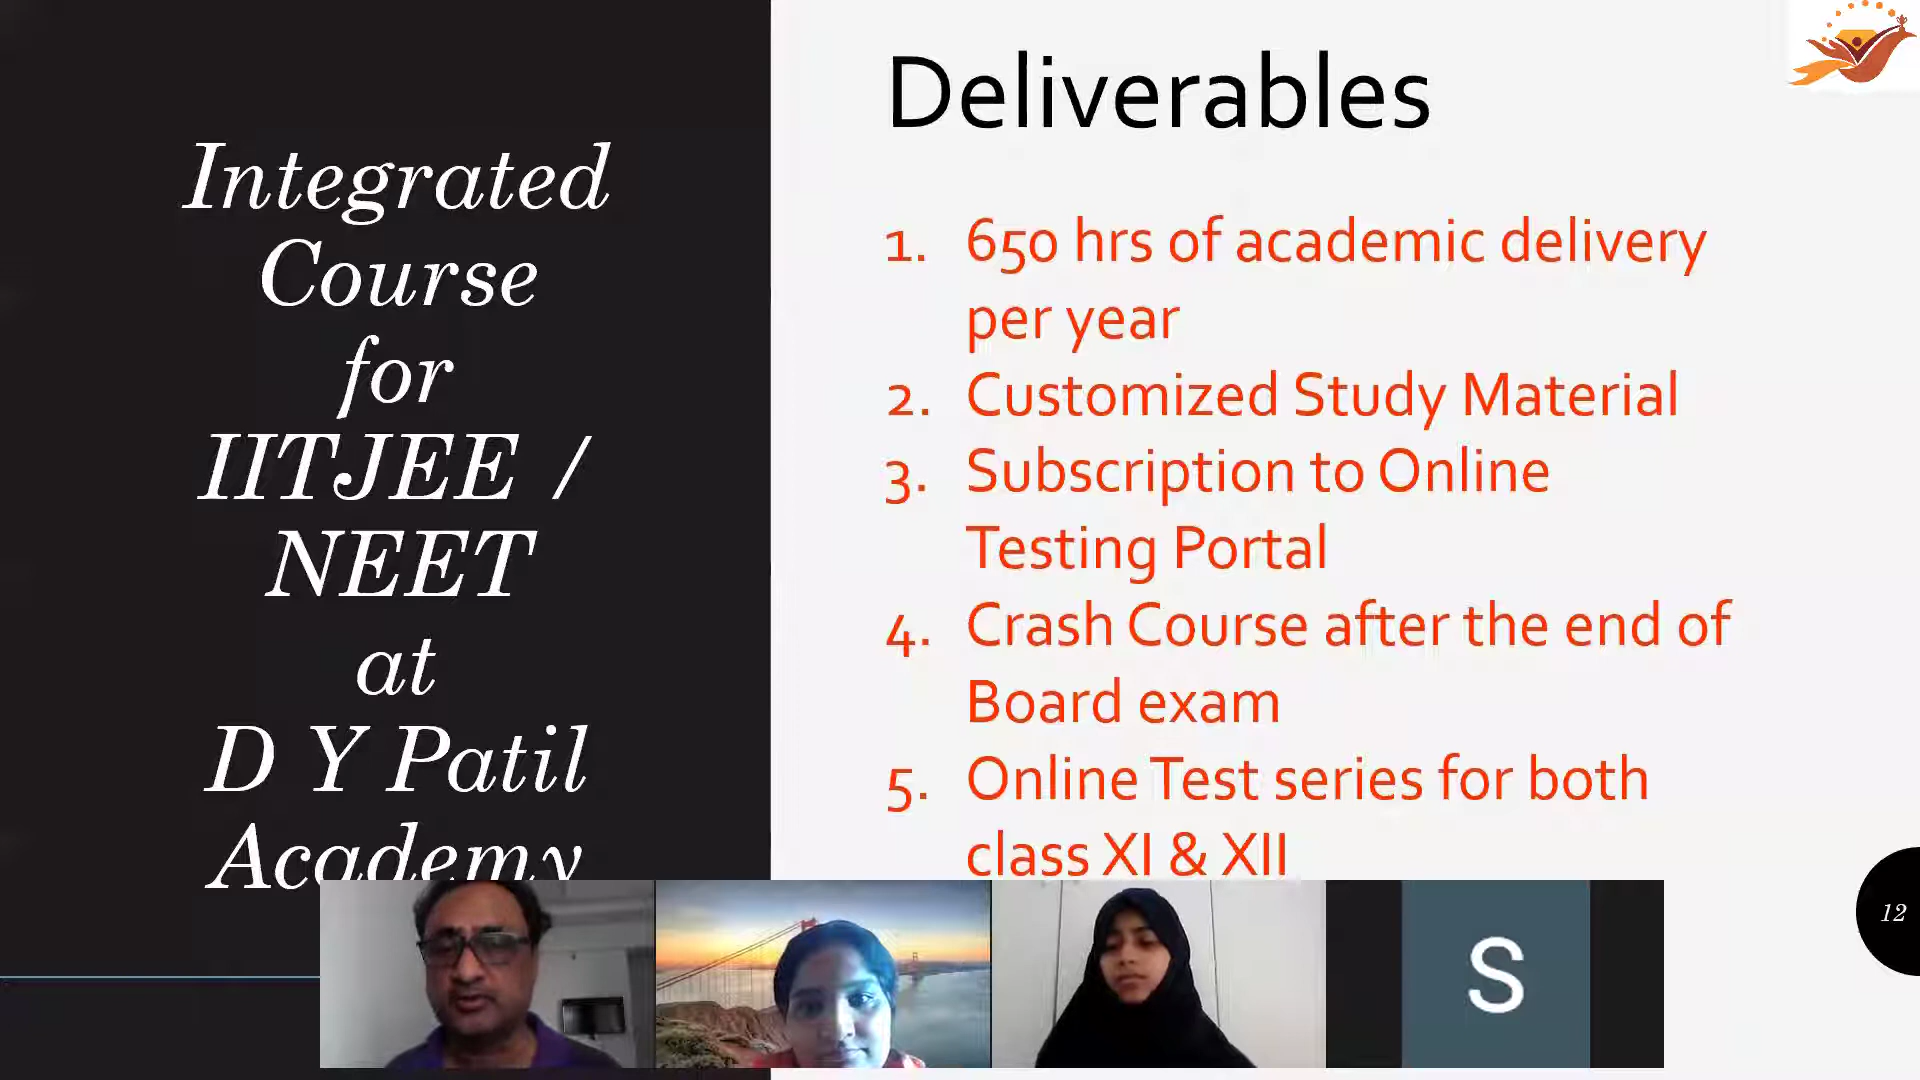 Integrated
Course
for
IITJEE /
NEET
at
D Y Patil
Academy
Deliverables
1. 650 hrs of academic delivery
per year
2. Customized Study Material
3. Subscription to Online
Testing Portal
4. Crash Course after the end of
Board exam
5. Online Test series for both
class XI & XII
12
S